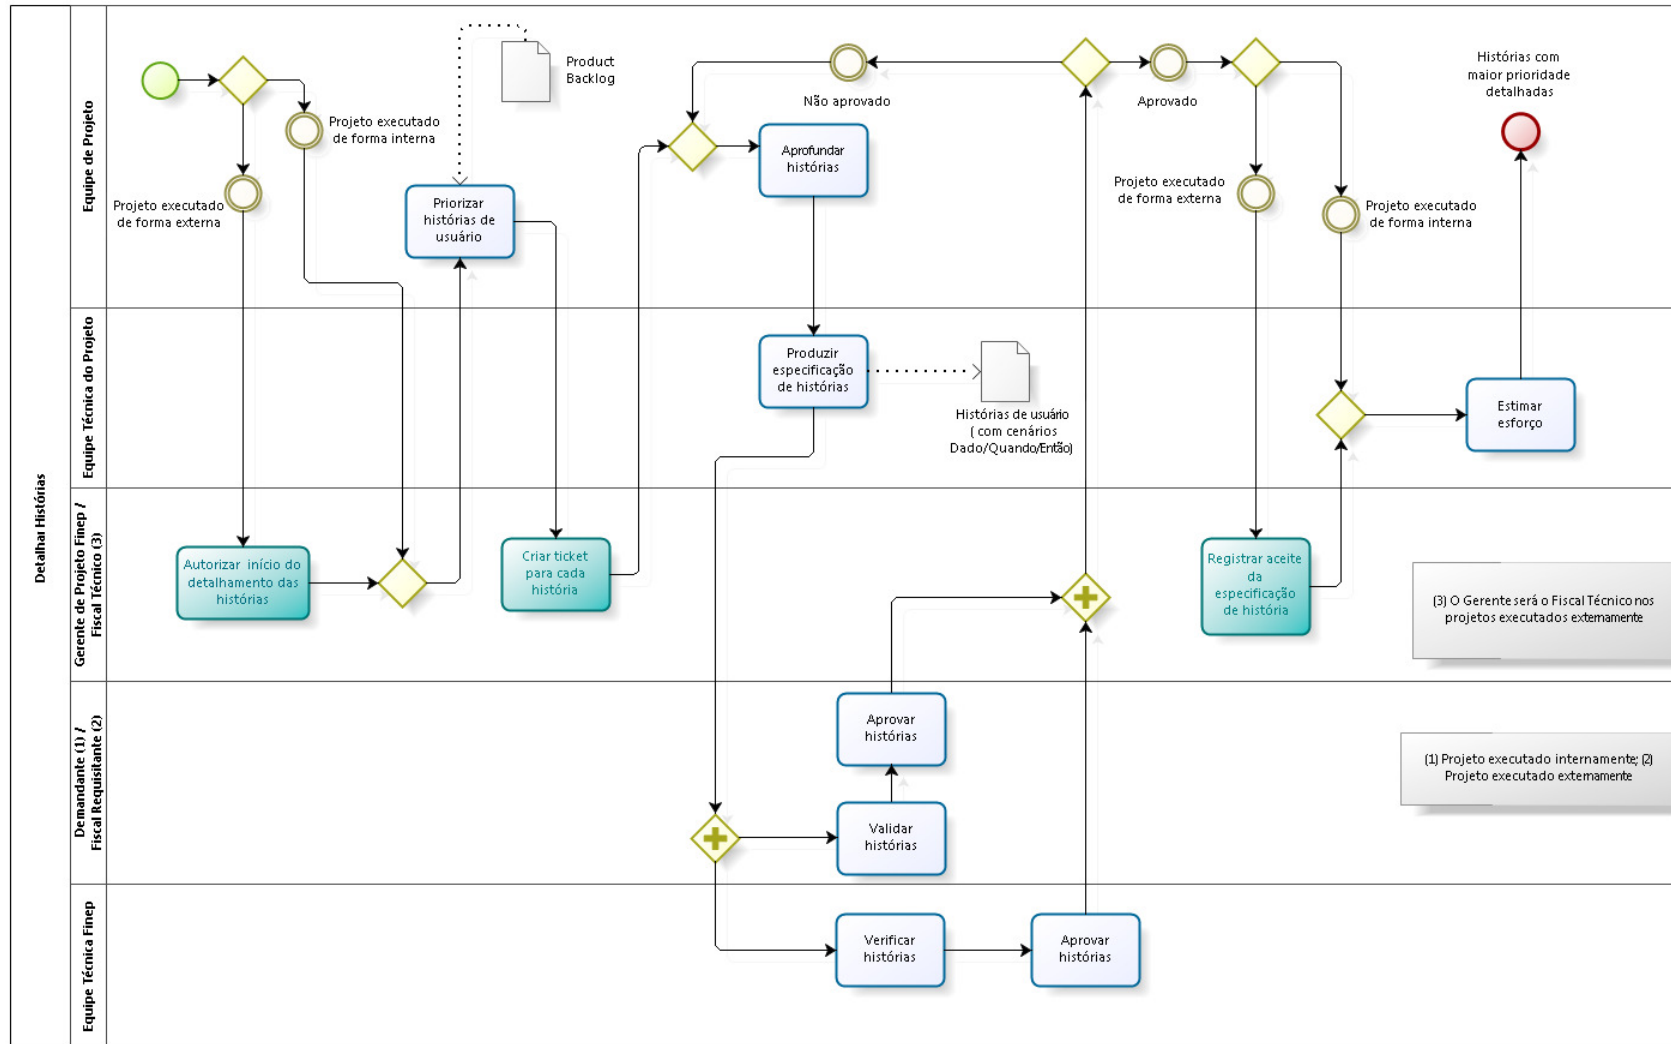 Detalhar Histórias
Equipe de Projeto
Product
Backlog
Projeto executado
de forma interna
Projeto executado
de forma externa
Priorizar
histórias de
usuário
Não aprovado
Aprofundar
histórias
Aprovado
Projeto executado
de forma externa
Projeto executado
de forma interna
Histórias com
maior prioridade
detalhadas
Equipe Técnica do Projeto
Produzir
especificação
de histórias
Histórias de usuário
( com cenários
Dado/Quando/Então)
Estimar
esforço
Gerente de Projeto Finep /
Fiscal Técnico (3)
Autorizar início do
detalhamento das
histórias
Criar ticket
para cada
história
Registrar aceite
da
especificação
de história
(3) O Gerente será o Fiscal Técnico nos
projetos executados externamente
Demandante (1) /
Fiscal Requisitante (2)
Aprovar
histórias
Validar
histórias
(1) Projeto executado internamente; (2)
Projeto executado externamente
Equipe Técnica Finep
Verificar
histórias
Aprovar
histórias